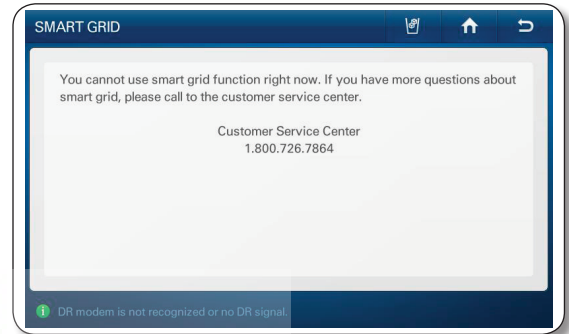 SMART GRID
You cannot use smart grid function right now. If you have more questions about
smart grid, please call to the customer service center.
Customer Service Center
1.800.726.7864
DR modem is not recognized or no DR signal.